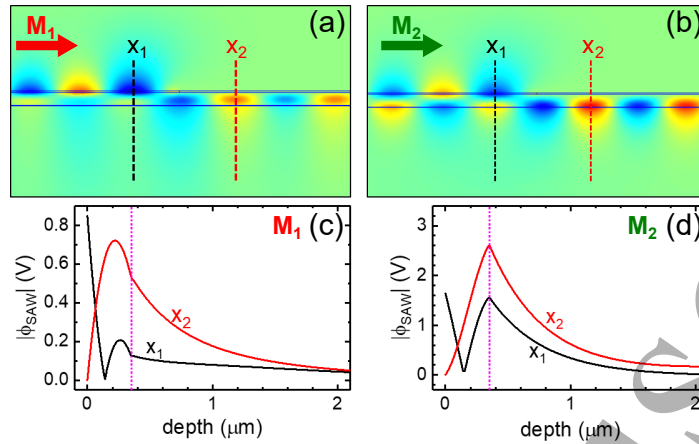 M1 (a) M2 (b)
x1 x2 x1 x2
0.8 M1 (c) 3 M2 (d)
0.6
0.4
0.2
0.0
|ϕSAW| (V)
x2
x1
0 1 2
depth (μm)
2
1
0
|ϕSAW| (V)
x2
x1
0 1 2
depth (μm)